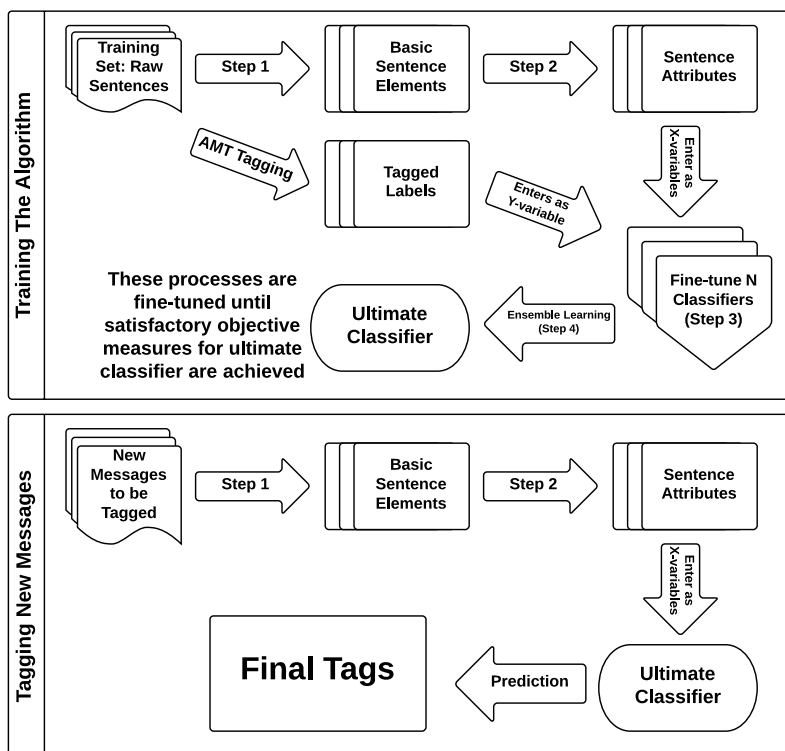 Training The Algorithm
Training
Set: Raw
Sentences
Step 1
Basic
Sentence
Elements
Step 2
Sentence
Attributes
AMT Tagging
Tagged
Labels
Enters as
Y-variable
Enter as
X-variables
Fine-tune N
Classifiers
(Step 3)
Ensemble Learning
(Step 4)
Ultimate
Classifier
These processes are
fine-tuned until
satisfactory objective
measures for ultimate
classifier are achieved
Tagging New Messages
New
Messages
to be
Tagged
Step 1
Basic
Sentence
Elements
Step 2
Sentence
Attributes
Enter as
X-variables
Ultimate
Classifier
Prediction
Final Tags